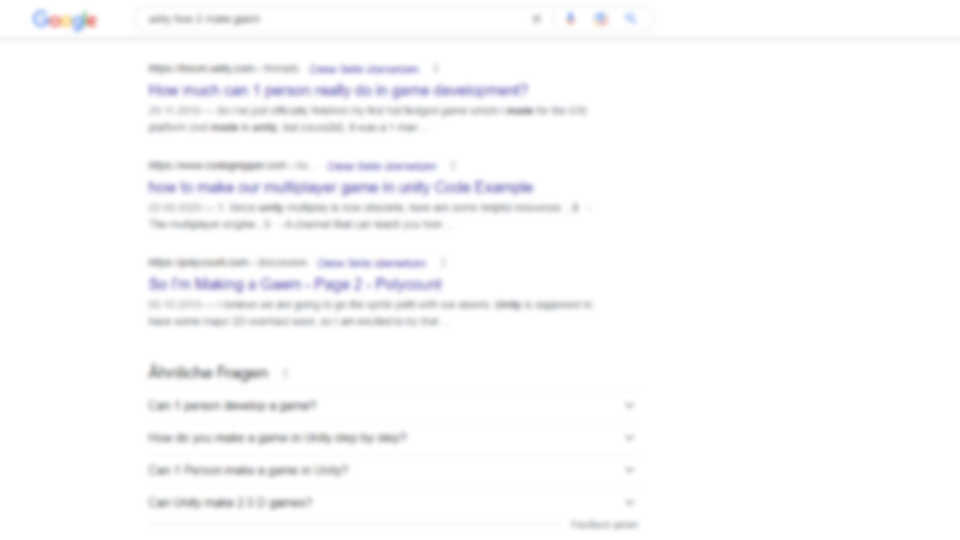 Google
unity how 2 make gaem
https://forum.unity.com › threads Diese Seite übersetzen
How much can 1 person really do in game development?
29.11.2010 — So I've just officially finished my first full fledged game which I made for the iOS
platform (not made in unity, but cocos2d). It was a 1 man ...
https://www.codegrepper.com › ho... Diese Seite übersetzen
how to make our multiplayer game in unity Code Example
— 1. Since unity multiplay is now obsolete, here are some helpful resources: ; 2 · -
The multiplayer engine ; 3 · - A channel that can teach you how ...
https://polycount.com › discussion Diese Seite übersetzen
So I'm Making a Gaem - Page 2 - Polycount
— I believe we are going to go the sprite path with our assets. Unity is supposed to
have some major 2D overhaul soon, so I am excited to try that ...
Ähnliche Fragen
Can 1 person develop a game?
How do you make a game in Unity step by step?
Can 1 Person make a game in Unity?
Can Unity make 2.5 D games?
Feedback geben